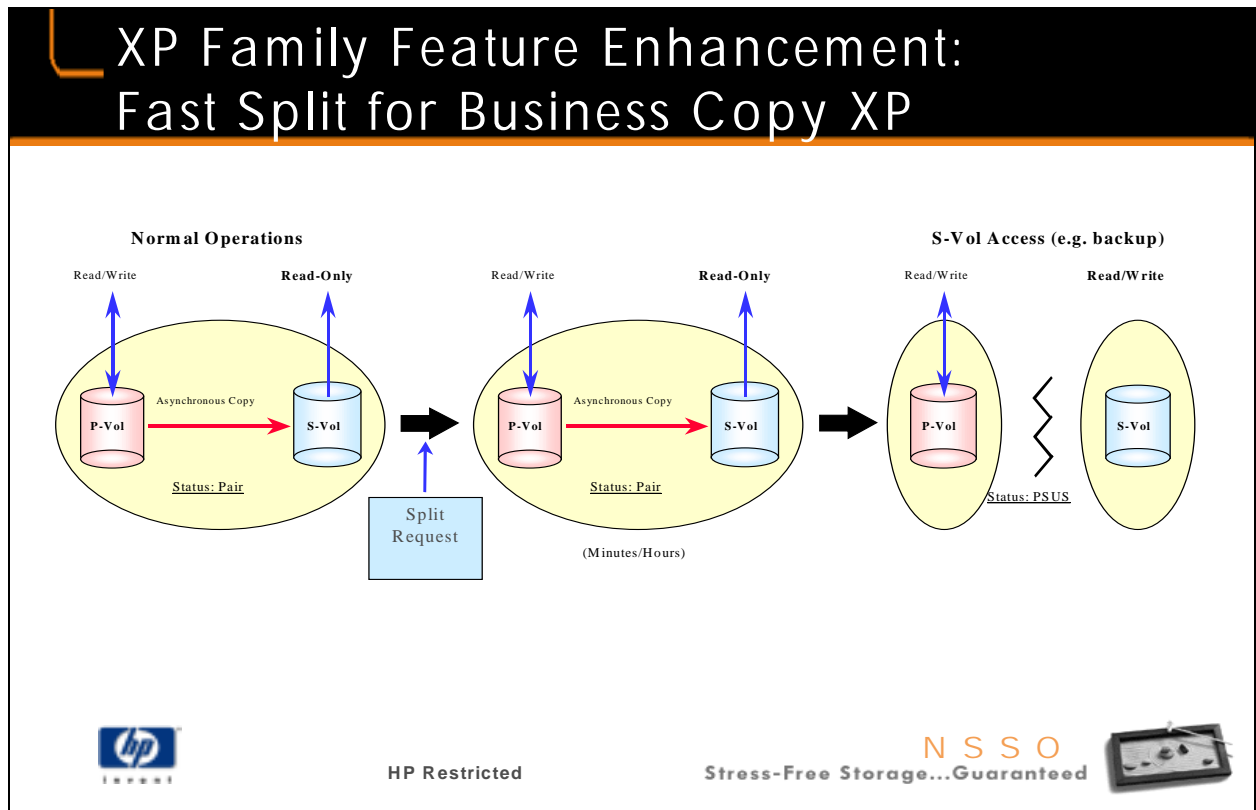 XP Family Feature Enhancement:
Fast Split for Business Copy XP
Normal Operations
S-Vol Access (e.g. backup)
Read/Write
Read-Only
Read/Write
Read-Only
Read/Write
Read/Write
P-Vol
Asynchronous Copy
S-Vol
Status: Pair
Split
Request
P-Vol
Asynchronous Copy
S-Vol
Status: Pair
(Minutes/Hours)
P-Vol
S-Vol
Status: PSUS
hp
invent
HP Restricted
NSSO
Stress-Free Storage...Guaranteed